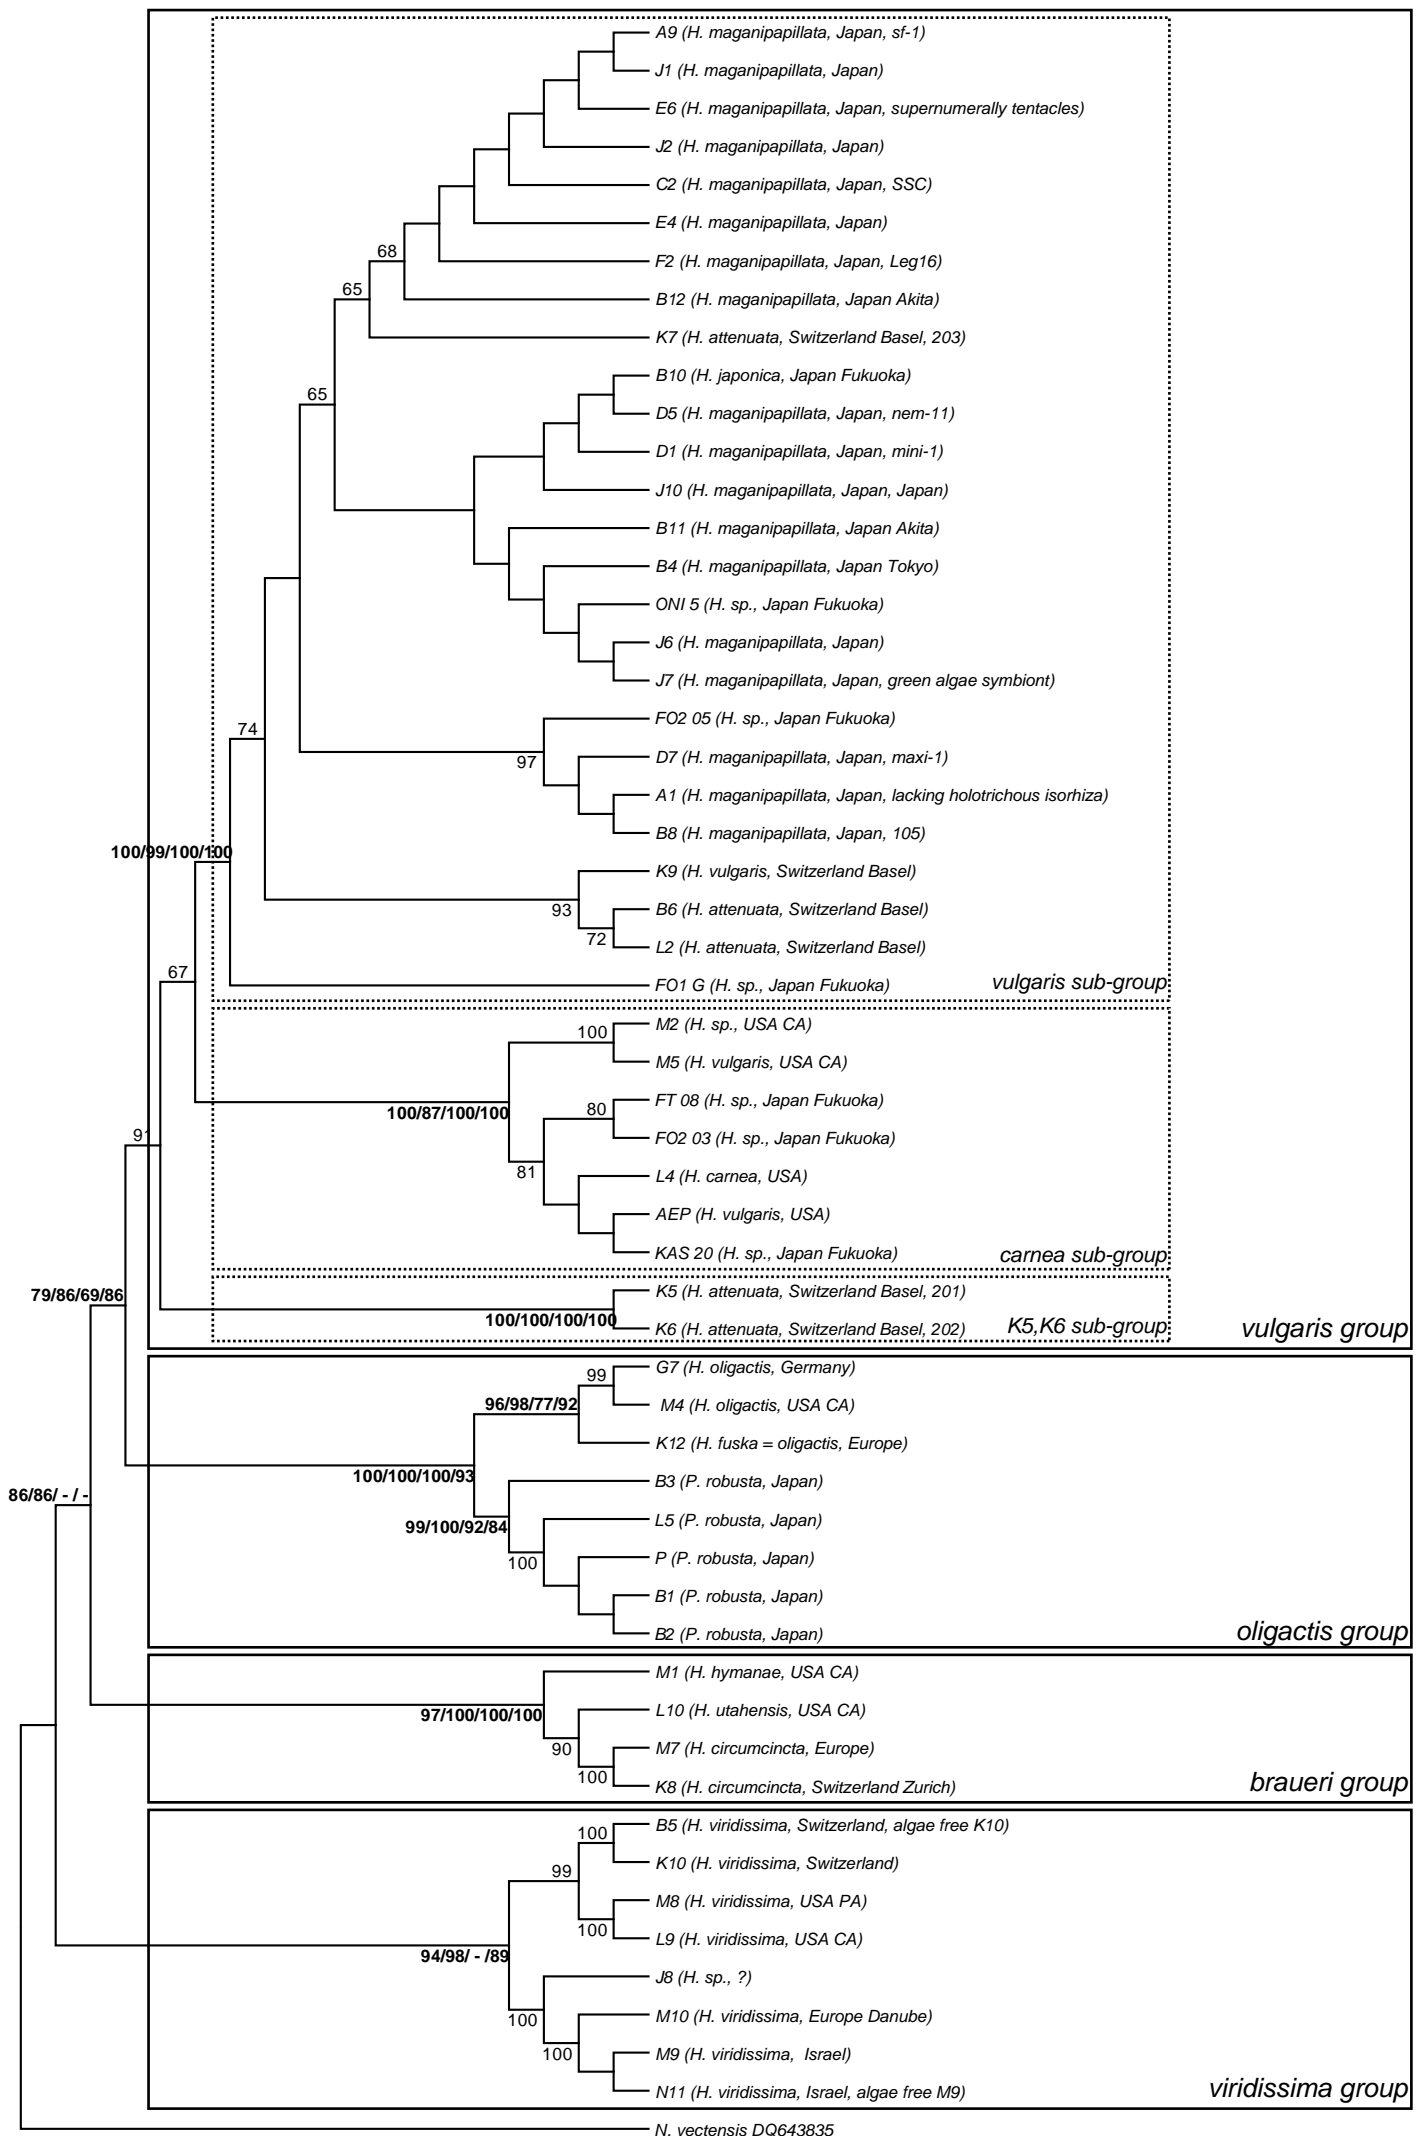 A9 (H. maganipapillata, Japan, sf-1)
J1 (H. maganipapillata, Japan)
E6 (H. maganipapillata, Japan, supernumerally tentacles)
J2 (H. maganipapillata, Japan)
C2 (H. maganipapillata, Japan, SSC)
E4 (H. maganipapillata, Japan)
68
F2 (H. maganipapillata, Japan, Leg16)
65
B12 (H. maganipapillata, Japan Akita)
K7 (H. attenuata, Switzerland Basel, 203)
B10 (H. japonica, Japan Fukuoka)
65
D5 (H. maganipapillata, Japan, nem-11)
D1 (H. maganipapillata, Japan, mini-1)
J10 (H. maganipapillata, Japan, Japan)
B11 (H. maganipapillata, Japan Akita)
B4 (H. maganipapillata, Japan Tokyo)
ONI 5 (H. sp., Japan Fukuoka)
J6 (H. maganipapillata, Japan)
J7 (H. maganipapillata, Japan, green algae symbiont)
FO2 05 (H. sp., Japan Fukuoka)
74
97
D7 (H. maganipapillata, Japan, maxi-1)
A1 (H. maganipapillata, Japan, lacking holotrichous isorhiza)
B8 (H. maganipapillata, Japan, 105)
100/99/100/100
K9 (H. vulgaris, Switzerland Basel)
93
B6 (H. attenuata, Switzerland Basel)
72
L2 (H. attenuata, Switzerland Basel)
67
FO1 G (H. sp., Japan Fukuoka)
vulgaris sub-group
M2 (H. sp., USA CA)
100
M5 (H. vulgaris, USA CA)
FT 08 (H. sp., Japan Fukuoka)
80
100/87/100/100
FO2 03 (H. sp., Japan Fukuoka)
91
81
L4 (H. carnea, USA)
AEP (H. vulgaris, USA)
KAS 20 (H. sp., Japan Fukuoka)
carnea sub-group
K5 (H. attenuata, Switzerland Basel, 201)
79/86/69/86
100/100/100/100
K6 (H. attenuata, Switzerland Basel, 202)
K5,K6 sub-group
vulgaris group
G7 (H. oligactis, Germany)
99
96/98/77/92
M4 (H. oligactis, USA CA)
K12 (H. fuska = oligactis, Europe)
100/100/100/93
B3 (P. robusta, Japan)
86/86/ - / -
L5 (P. robusta, Japan)
99/100/92/84
100
P (P. robusta, Japan)
B1 (P. robusta, Japan)
B2 (P. robusta, Japan)
oligactis group
M1 (H. hymanae, USA CA)
97/100/100/100
L10 (H. utahensis, USA CA)
90
M7 (H. circumcincta, Europe)
100
K8 (H. circumcincta, Switzerland Zurich)
braueri group
B5 (H. viridissima, Switzerland, algae free K10)
100
K10 (H. viridissima, Switzerland)
99
M8 (H. viridissima, USA PA)
100
L9 (H. viridissima, USA CA)
94/98/ - /89
J8 (H. sp., ?)
100
M10 (H. viridissima, Europe Danube)
100
M9 (H. viridissima, Israel)
N11 (H. viridissima, Israel, algae free M9)
viridissima group
N. vectensis DQ643835